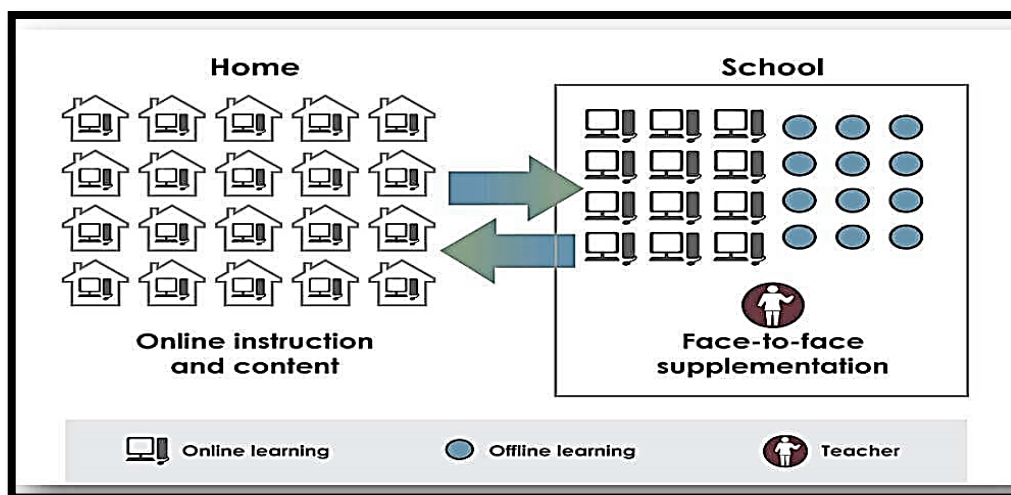 Home
School
Online instruction
and content
Face-to-face
supplementation
Online learning
Offline learning
Teacher